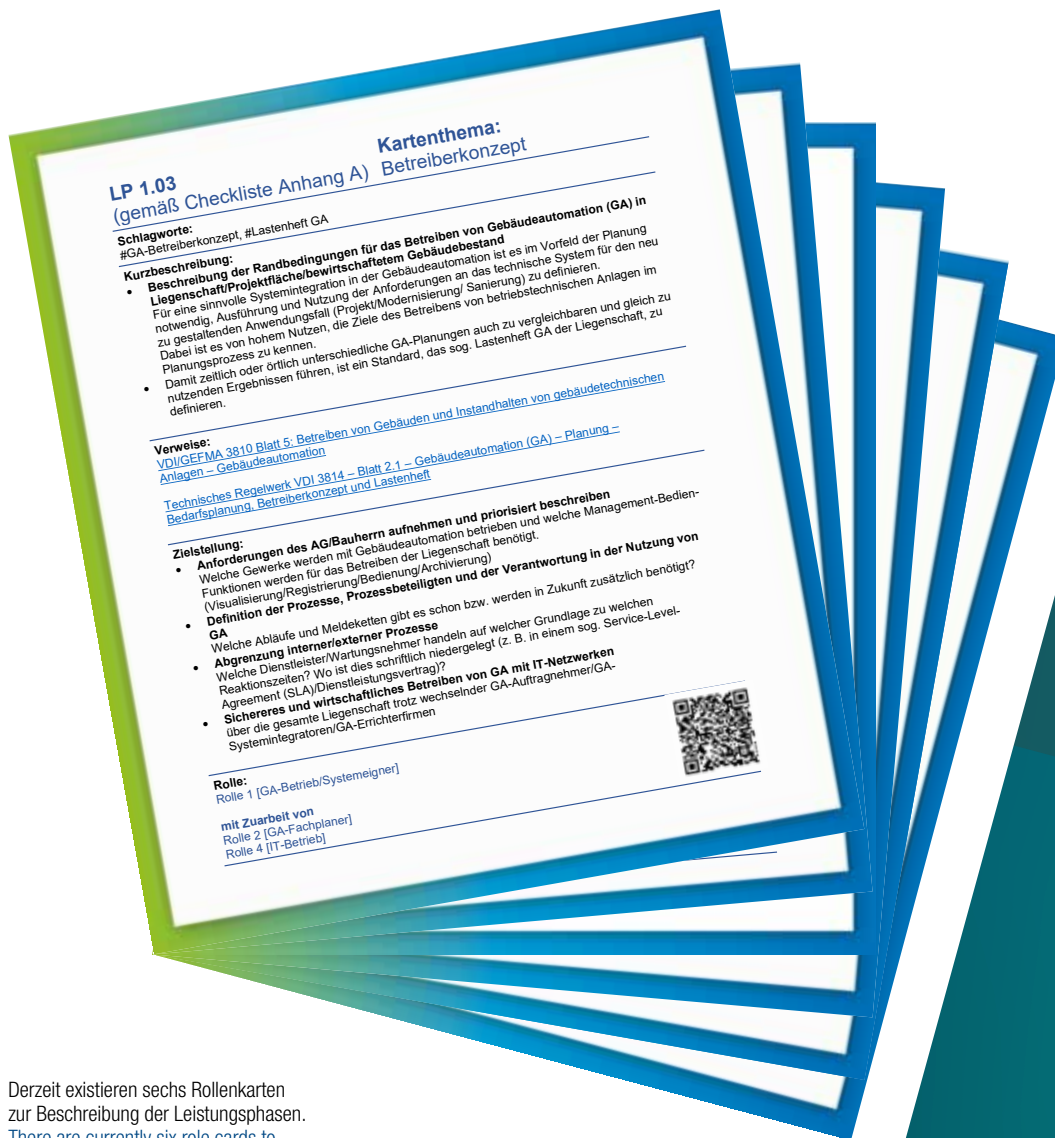 LP 1.03
(gemäß Checkliste Anhang A)
Kartenthema:
Betreiberkonzept
Schlagworte:
#GA-Betreiberkonzept, #Lastenheft GA
Kurzbeschreibung:
• Beschreibung der Randbedingungen für das Betreiben von Gebäudeautomation (GA) in
Liegenschaft/Projektfläche/bewirtschaftetem Gebäudebestand
Für eine sinnvolle Systemintegration in der Gebäudeautomation ist es im Vorfeld der Planung
notwendig, Ausführung und Nutzung der Anforderungen an das technische System für den neu
zu gestaltenden Anwendungsfall (Projekt/Modernisierung/ Sanierung) zu definieren.
Dabei ist es von hohem Nutzen, die Ziele des Betreibens von betriebstechnischen Anlagen im
Planungsprozess zu kennen.
• Damit zeitlich oder örtlich unterschiedliche GA-Planungen auch zu vergleichbaren und gleich zu
nutzenden Ergebnissen führen, ist ein Standard, das sog. Lastenheft GA der Liegenschaft, zu
definieren.
Verweise:
VDI/GEFMA 3810 Blatt 5: Betreiben von Gebäuden und Instandhalten von gebäudetechnischen
Anlagen – Gebäudeautomation
Technisches Regelwerk VDI 3814 – Blatt 2.1 – Gebäudeautomation (GA) – Planung –
Bedarfsplanung, Betreiberkonzept und Lastenheft
Zielstellung:
• Anforderungen des AG/Bauherrn aufnehmen und priorisiert beschreiben
Welche Gewerke werden mit Gebäudeautomation betrieben und welche Management-Bedien-
Funktionen werden für das Betreiben der Liegenschaft benötigt.
(Visualisierung/Registrierung/Bedienung/Archivierung)
• Definition der Prozesse, Prozessbeteiligten und der Verantwortung in der Nutzung von
GA
Welche Abläufe und Meldeketten gibt es schon bzw. werden in Zukunft zusätzlich benötigt?
• Abgrenzung interner/externer Prozesse
Welche Dienstleister/Wartungsnehmer handeln auf welcher Grundlage zu welchen
Reaktionszeiten? Wo ist dies schriftlich niedergelegt (z. B. in einem sog. Service-Level-
Agreement (SLA)/Dienstleistungsvertrag)?
• Sichereres und wirtschaftliches Betreiben von GA mit IT-Netzwerken
über die gesamte Liegenschaft trotz wechselnder GA-Auftragnehmer/GA-
Systemintegratoren/GA-Errichterfirmen
Rolle:
Rolle 1 [GA-Betrieb/Systemeigner]
mit Zuarbeit von
Rolle 2 [GA-Fachplaner]
Rolle 4 [IT-Betrieb]
Derzeit existieren sechs Rollenkarten
zur Beschreibung der Leistungsphasen.
There are currently six role cards to